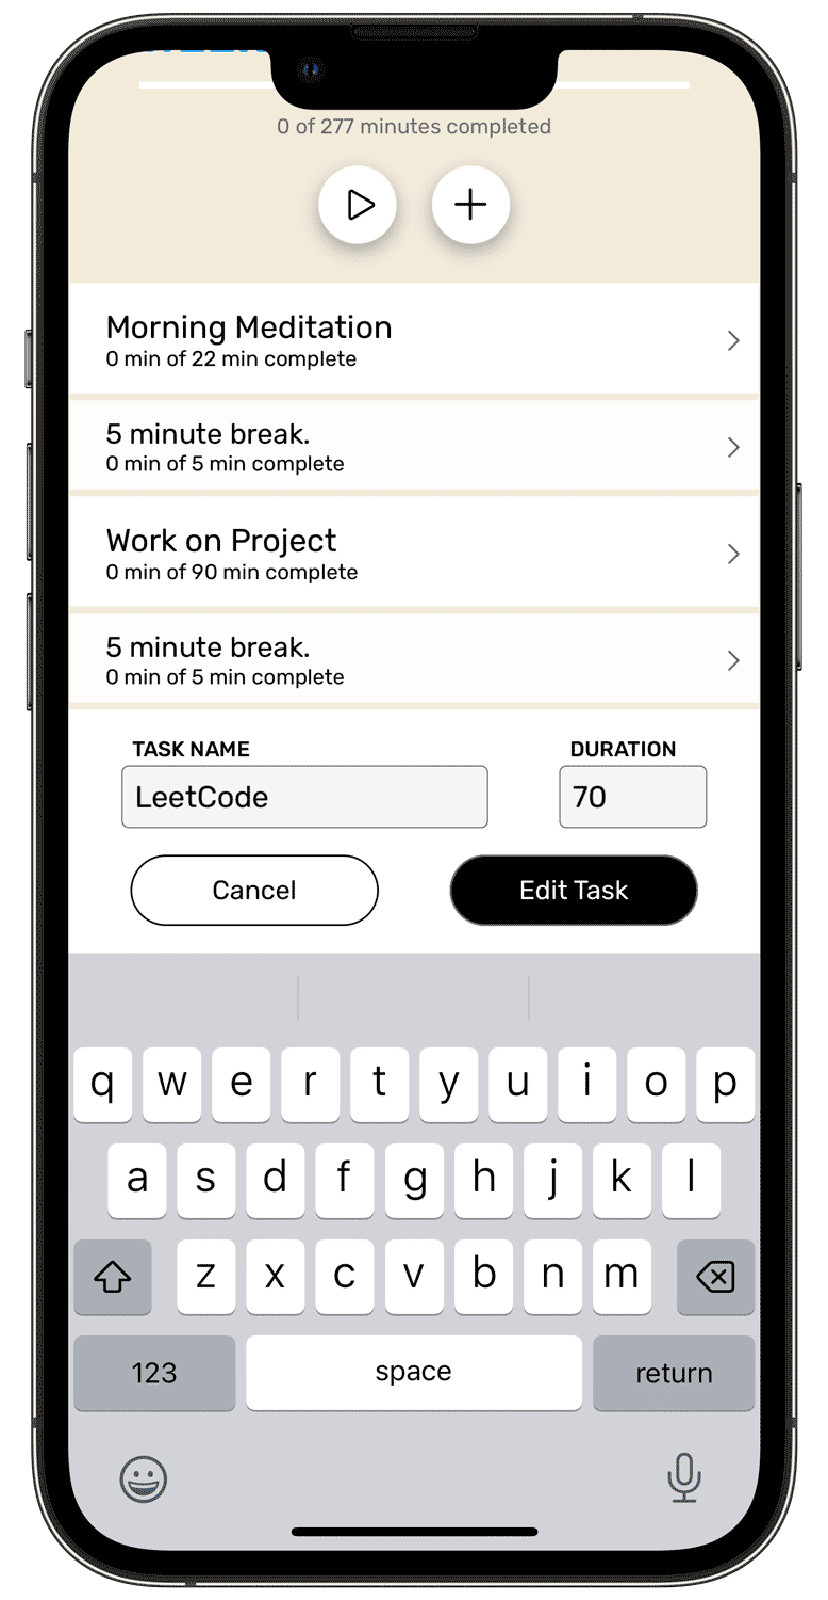 0 of 277 minutes completed
Morning Meditation
0 min of 22 min complete
5 minute break.
0 min of 5 min complete
Work on Project
0 min of 90 min complete
5 minute break.
0 min of 5 min complete
TASK NAME DURATION
LeetCode 70
Cancel Edit Task
q w e r t y u i o p
a s d f g h j k l
z x c v b n m
123 space return